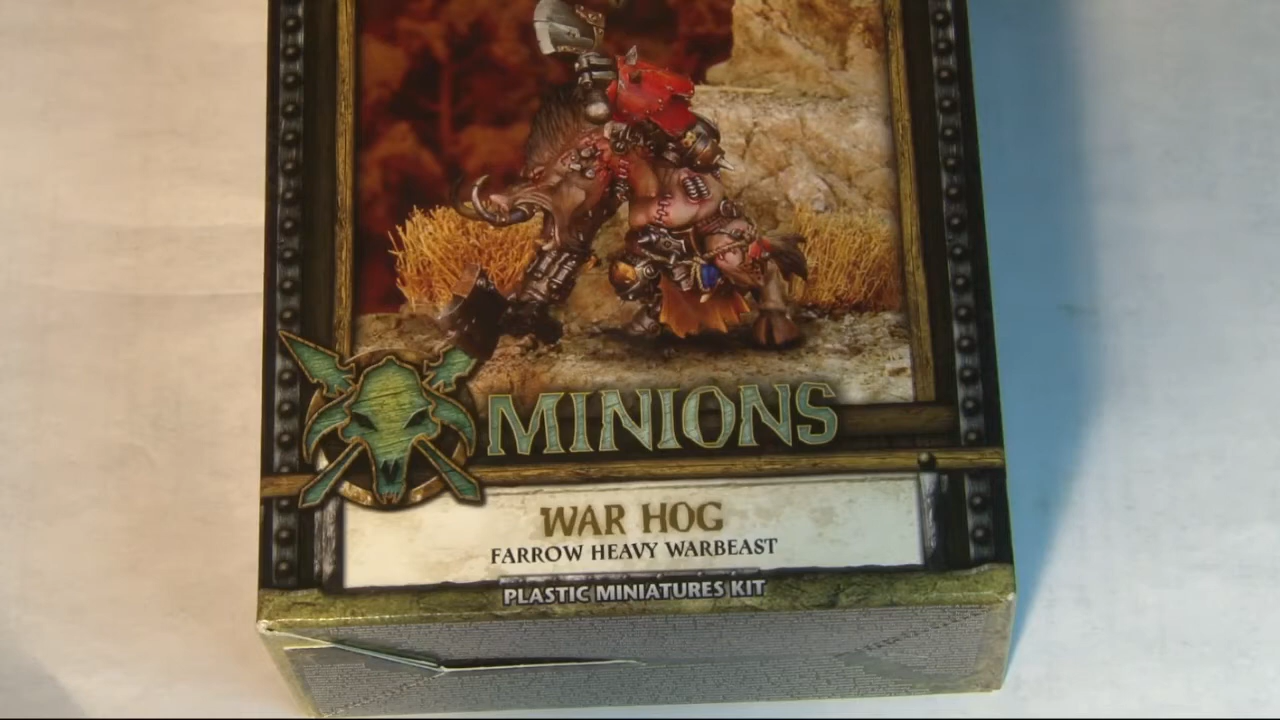 MINIONS
WAR HOG
FARROW HEAVY WARBEAST
PLASTIC MINIATURES KIT